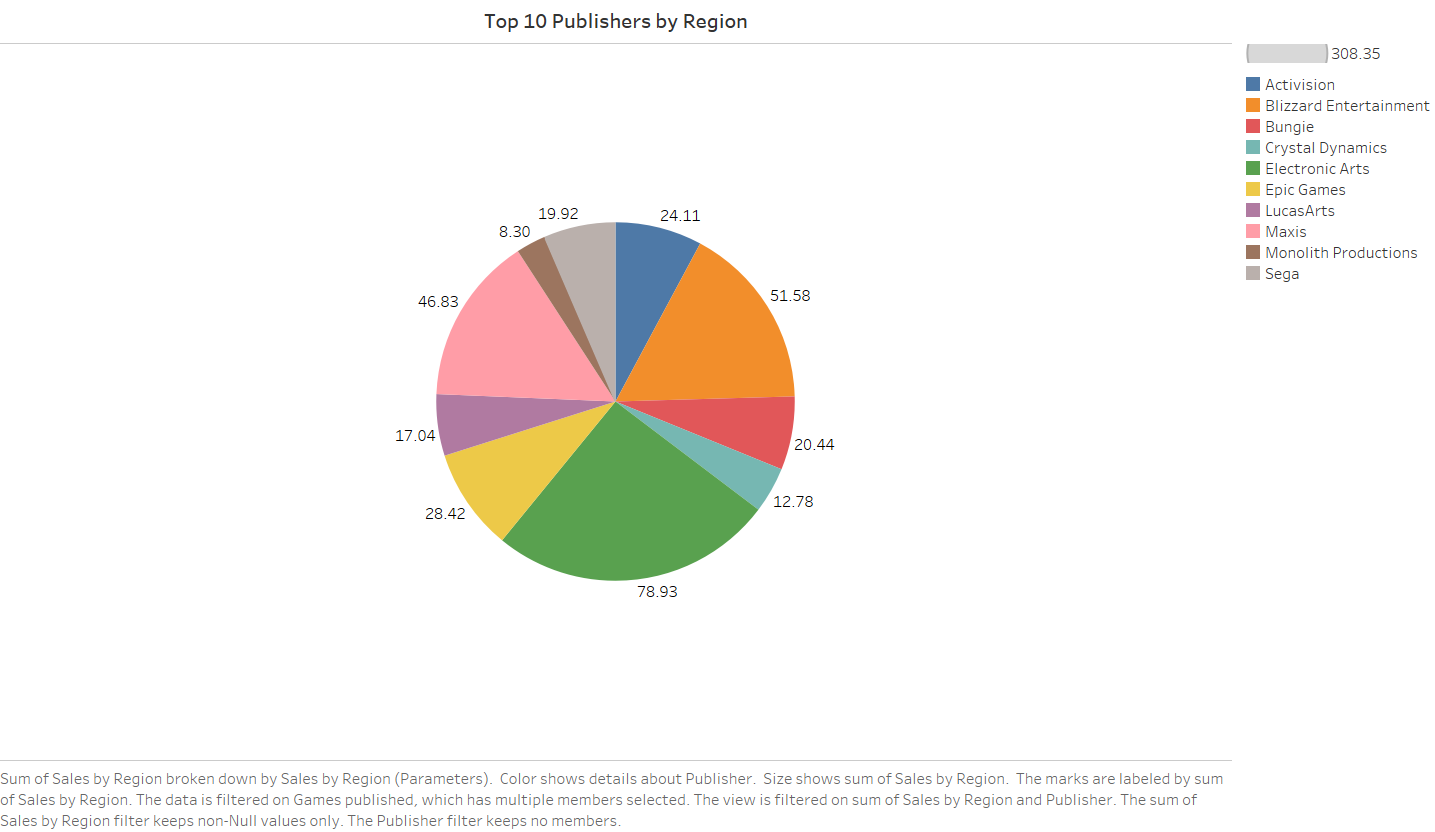 Top 10 Publishers by Region
308.35
Activision
Blizzard Entertainment
Bungie
Crystal Dynamics
Electronic Arts
Epic Games
LucasArts
Maxis
Monolith Productions
Sega
19.92
24.11
8.30
51.58
46.83
17.04
20.44
12.78
28.42
78.93
Sum of Sales by Region broken down by Sales by Region (Parameters).  Color shows details about Publisher.  Size shows sum of Sales by Region.  The marks are labeled by sum
of Sales by Region. The data is filtered on Games published, which has multiple members selected. The view is filtered on sum of Sales by Region and Publisher. The sum of
Sales by Region filter keeps non-Null values only. The Publisher filter keeps no members.